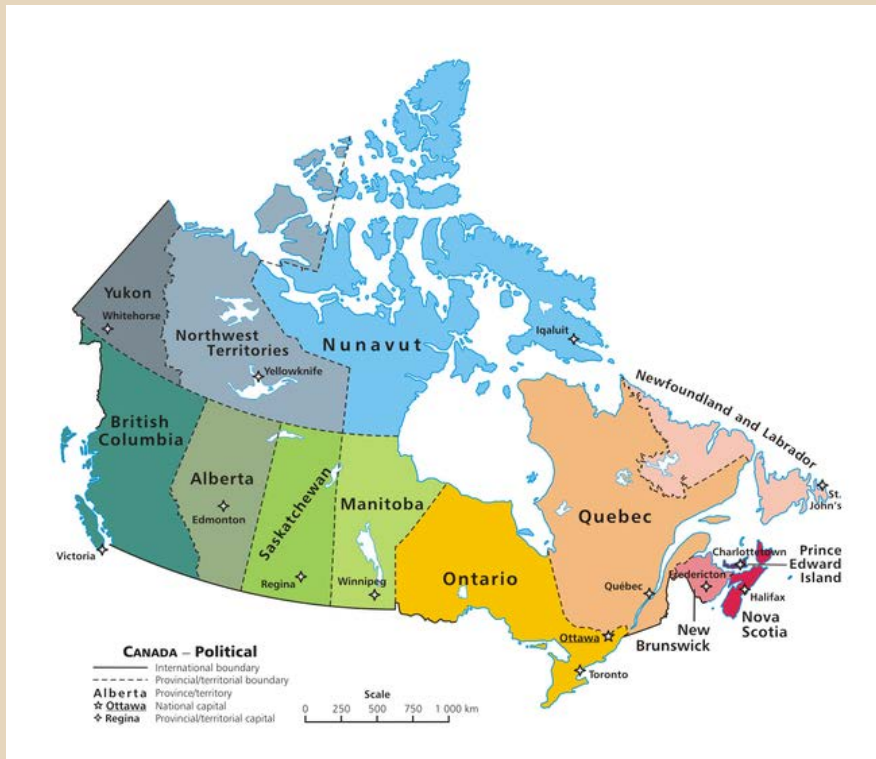 Yukon
Whitehorse
Northwest
Territories
Yellowknife
Nunavut
Iqaluit
British
Columbia
Victoria
Alberta
Edmonton
Saskatchewan
Regina
Manitoba
Winnipeg
Ontario
Ottawa
Toronto
Quebec
Québec
Newfoundland and Labrador
St.
John's
Charlottetown
Prince
Edward
Island
Fredericton
New
Brunswick
Halifax
Nova
Scotia
CANADA – Political
International boundary
Provincial/territorial boundary
Alberta Province/territory
Ottawa National capital
Regina Provincial/territorial capital
Scale
0 250 500 750 1 000 km